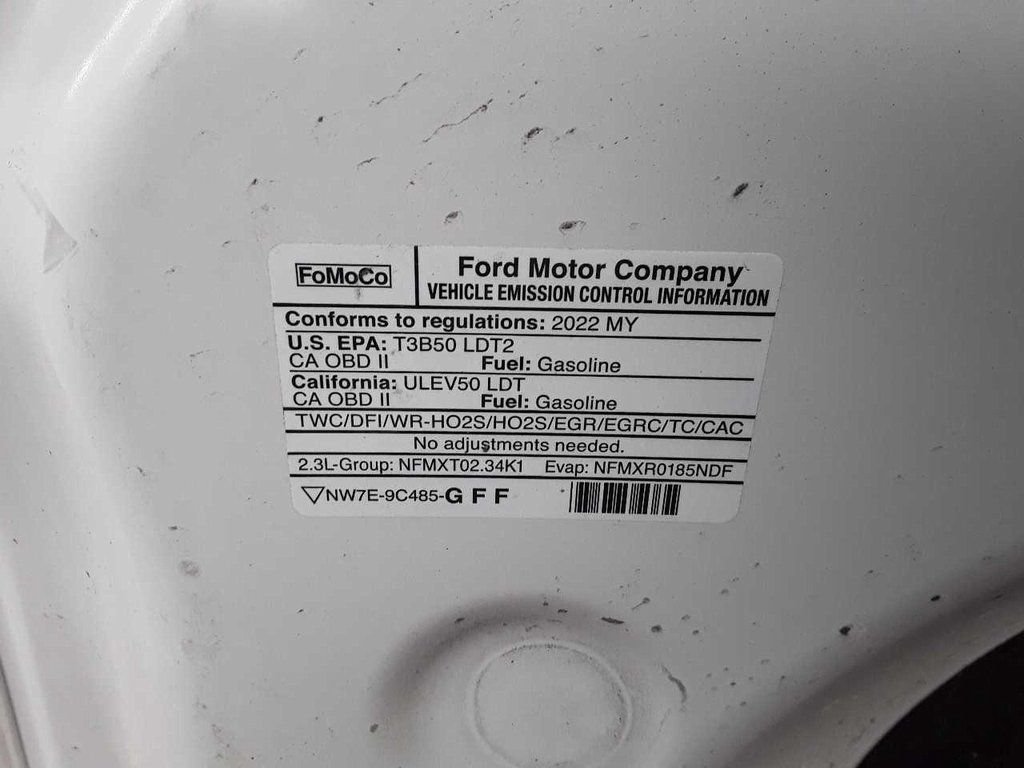 FoMoCo
Ford Motor Company
VEHICLE EMISSION CONTROL INFORMATION
Conforms to regulations: 2022 MY
U.S. EPA: T3B50 LDT2
CA OBD II Fuel: Gasoline
California: ULEV50 LDT
CA OBD II Fuel: Gasoline
TWC/DFI/WR-HO2S/HO2S/EGR/EGRC/TC/CAC
No adjustments needed.
2.3L-Group: NFMXT02.34K1 Evap: NFMXR0185NDF
NW7E-9C485-GFF